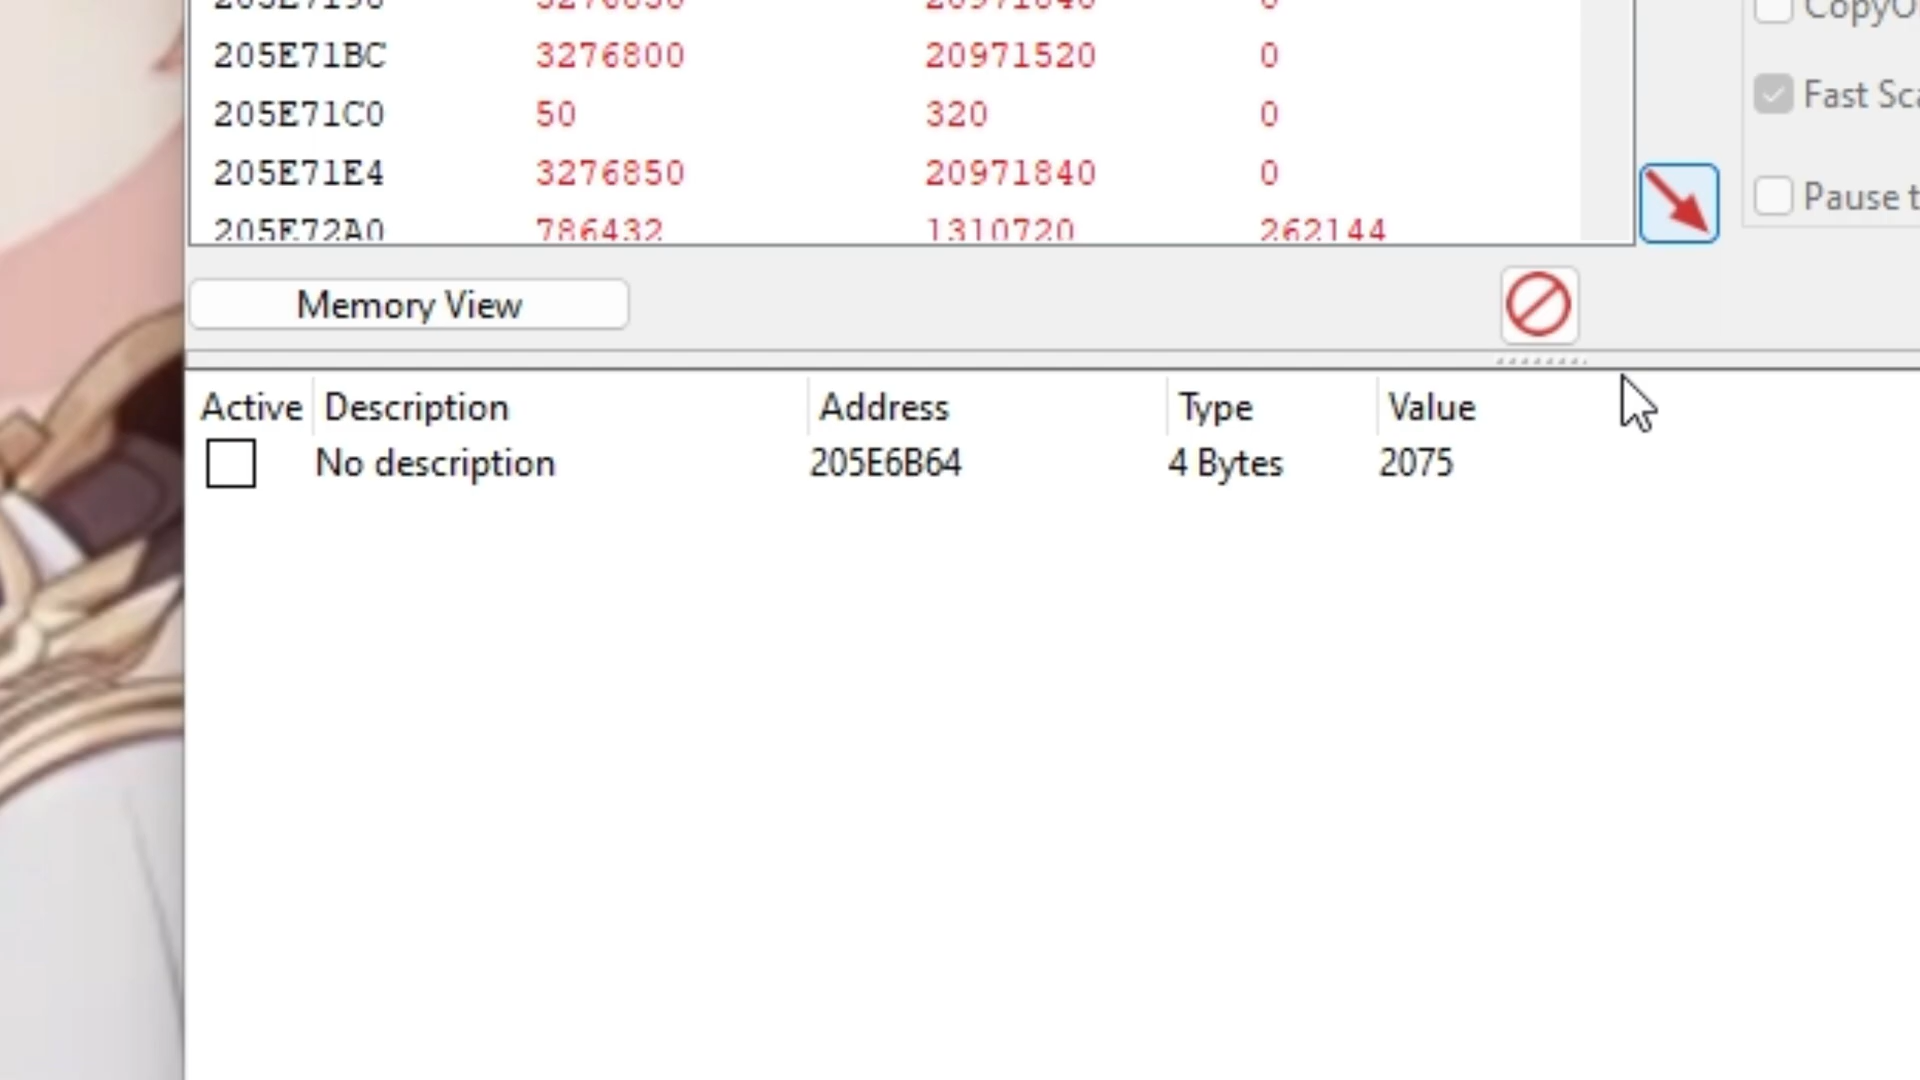 205E71BC 3276800 20971520 0
205E71C0 50 320 0
Fast Sca
205E71E4 3276850 20971840 0
Pause t
205E72A0 786432 1310720 262144
Memory View
Active Description Address Type Value
No description 205E6B64 4 Bytes 2075